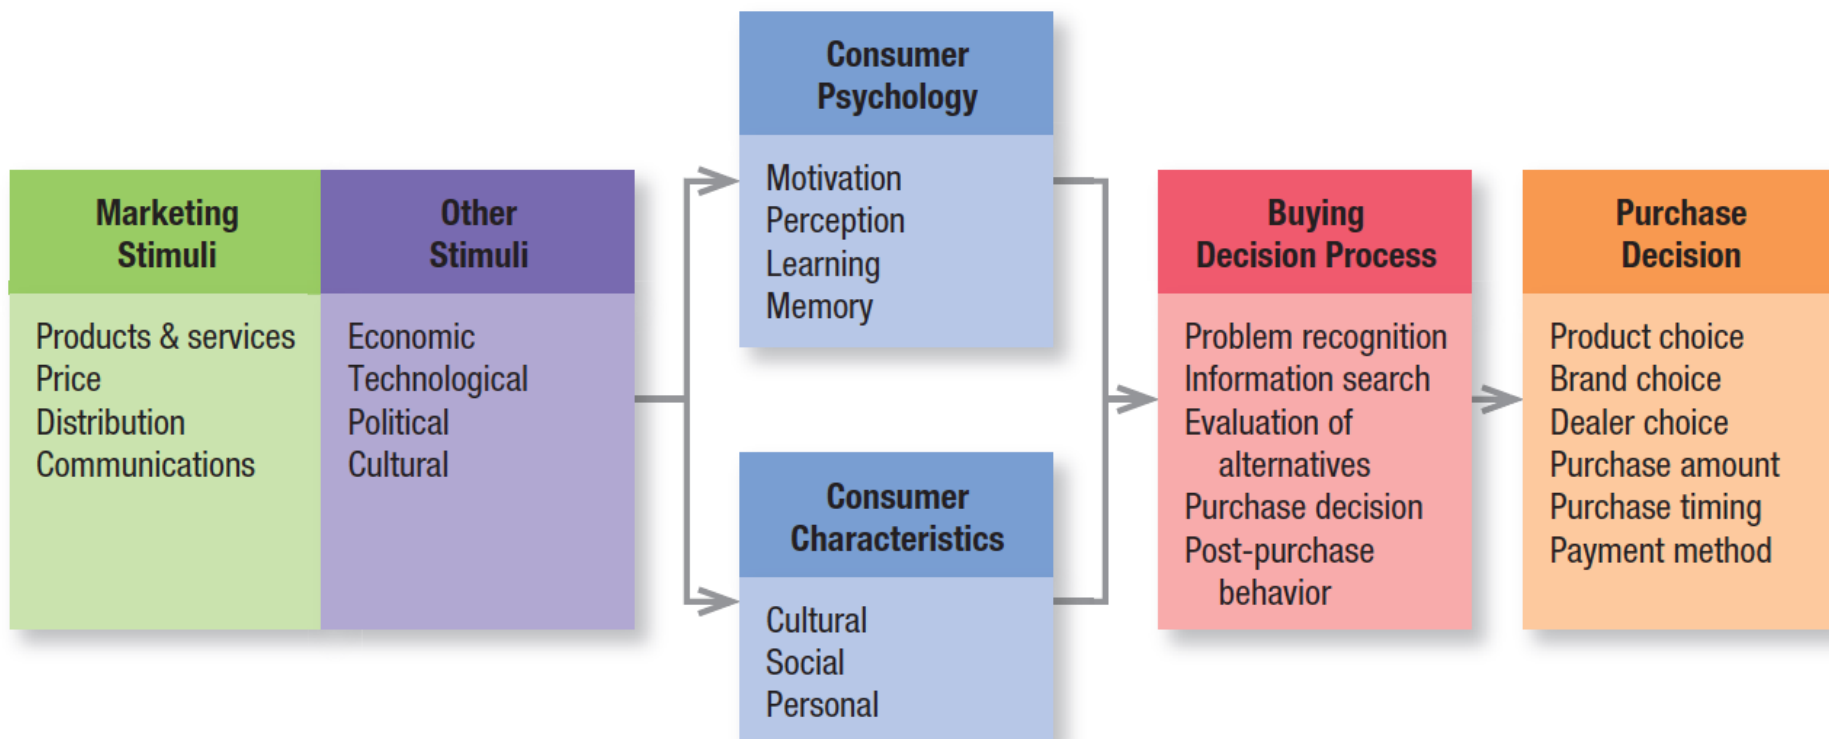 Marketing
Stimuli
Products & services
Price
Distribution
Communications
Other
Stimuli
Economic
Technological
Political
Cultural
Consumer
Psychology
Motivation
Perception
Learning
Memory
Consumer
Characteristics
Cultural
Social
Personal
Buying
Decision Process
Problem recognition
Information search
Evaluation of
alternatives
Purchase decision
Post-purchase
behavior
Purchase
Decision
Product choice
Brand choice
Dealer choice
Purchase amount
Purchase timing
Payment method